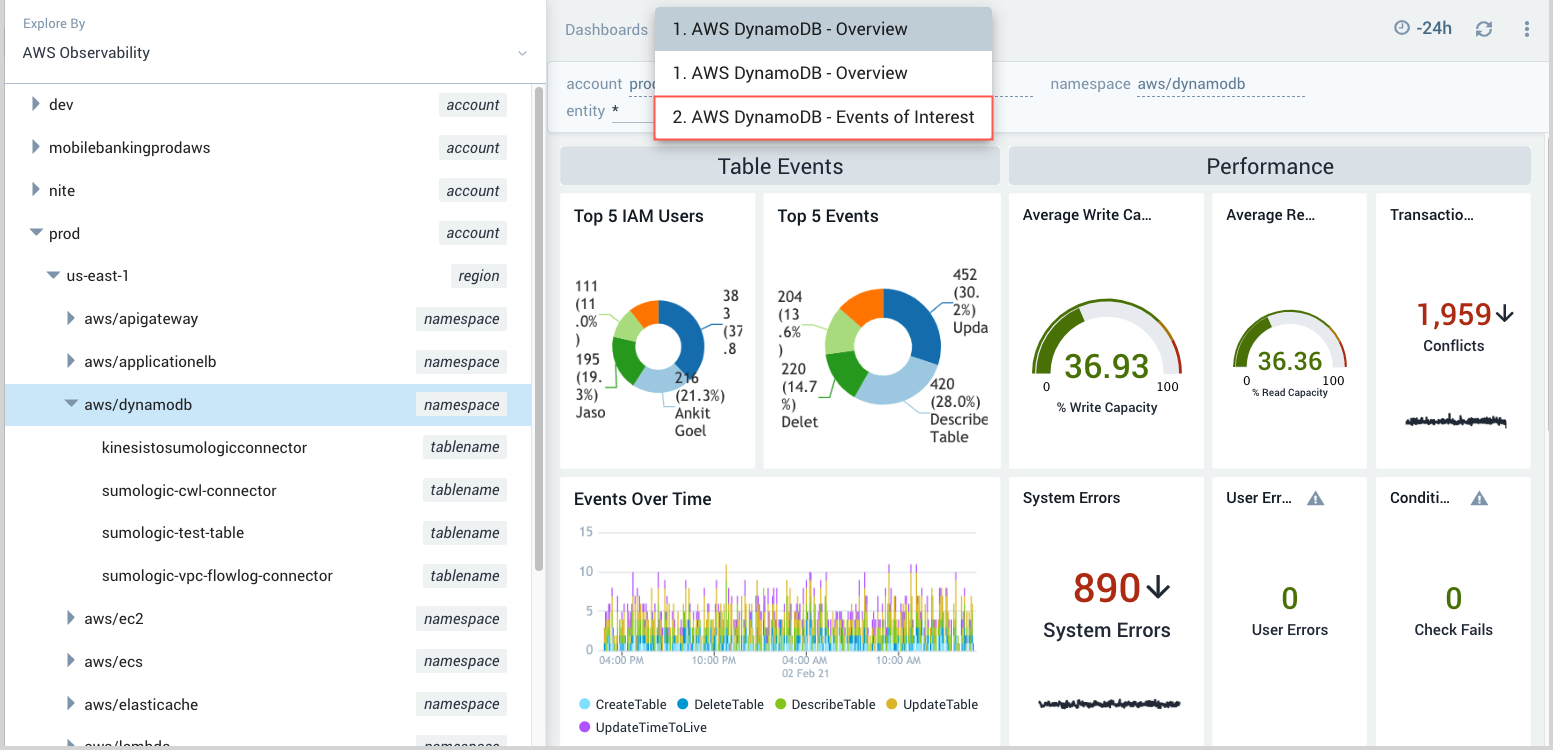 Explore By
AWS Observability
dev account
mobilebankingprodaws account
nite account
prod account
us-east-1 region
aws/apigateway namespace
aws/applicationelb namespace
aws/dynamodb namespace
kinesistosumologicconnector tablename
sumologic-cwl-connector tablename
sumologic-test-table tablename
sumologic-vpc-flowlog-connector tablename
aws/ec2 namespace
aws/ecs namespace
aws/elasticache namespace
Dashboards
1. AWS DynamoDB - Overview
1. AWS DynamoDB - Overview
2. AWS DynamoDB - Events of Interest
-24h
account
namespace aws/dynamodb
entity *
Table Events
Performance
Top 5 IAM Users
111
(11
.0%
)
195
(19.
3%)
Jaso
38
3
(37
.8
216
(21.3%)
Ankit
Goel
Top 5 Events
204
(13
.6%
)
220
(14.7
%)
Delet
452
(30.
2%)
Upda
420
(28.0%)
Describe
Table
Average Write Ca...
36.93
0 100
% Write Capacity
Average Re...
36.36
0 100
% Read Capacity
Transactio...
1,959
Conflicts
Events Over Time
15
10
5
0
04:00 PM 10:00 PM 04:00 AM 10:00 AM
02 Feb 21
CreateTable DeleteTable DescribeTable UpdateTable
UpdateTimeToLive
System Errors
890
System Errors
User Err...
0
User Errors
Conditi...
0
Check Fails